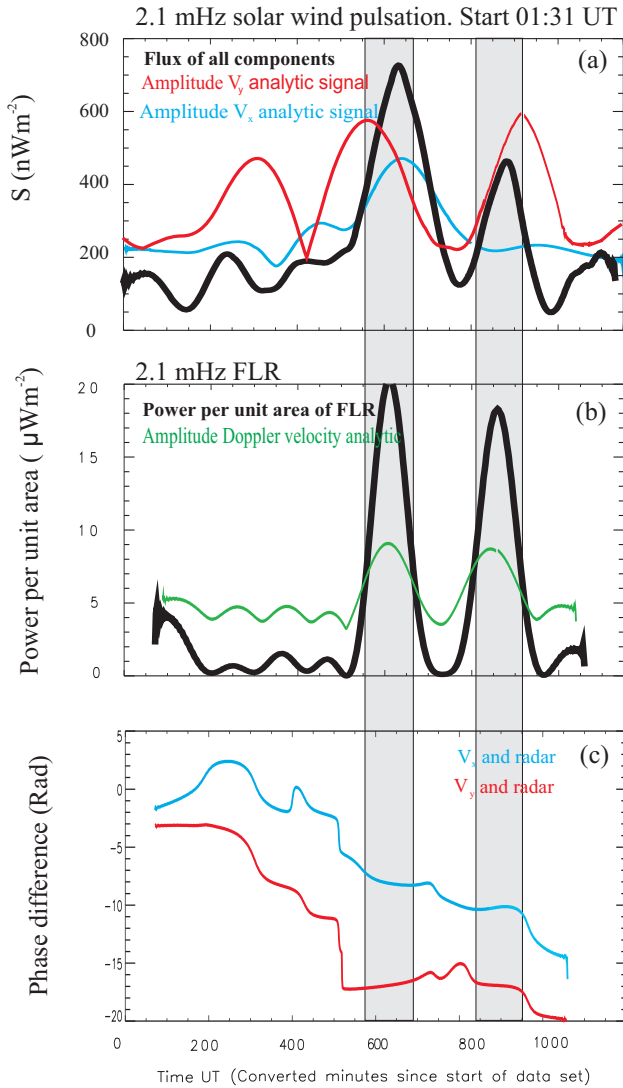 2.1 mHz solar wind pulsation. Start 01:31 UT
800
Flux of all components
(a)
Amplitude Vy analytic signal
600
Amplitude Vx analytic signal
S (nWm-2)
400
200
0
2.1 mHz FLR
20
Power per unit area of FLR
(b)
Amplitude Doppler velocity analytic
15
Power per unit area ( μWm-2)
10
5
0
5
Vx and radar
(c)
Vy and radar
0
-5
Phase difference (Rad)
-10
-15
-20
0 200 400 600 800 1000
Time UT (Converted minutes since start of data set)